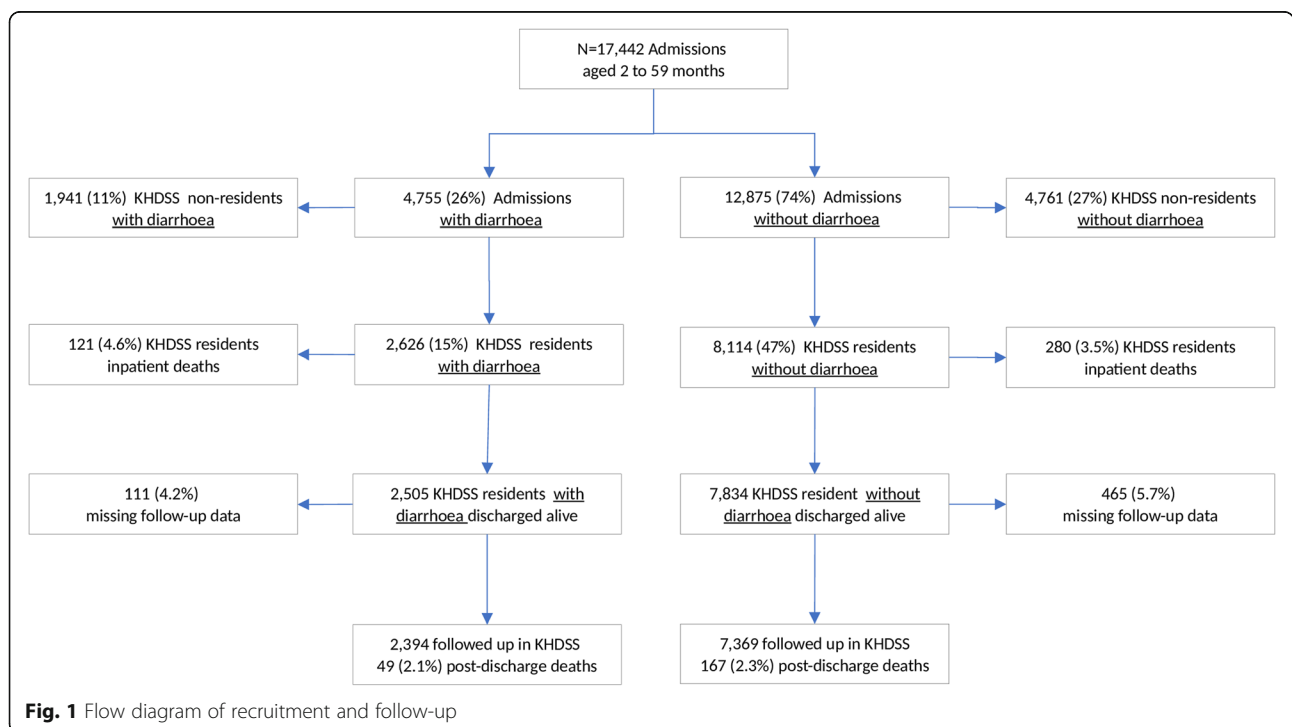 N=17,442 Admissions
aged 2 to 59 months
1,941 (11%) KHDSS non-residents
with diarrhoea
4,755 (26%) Admissions
with diarrhoea
12,875 (74%) Admissions
without diarrhoea
4,761 (27%) KHDSS non-residents
without diarrhoea
121 (4.6%) KHDSS residents
inpatient deaths
2,626 (15%) KHDSS residents
with diarrhoea
8,114 (47%) KHDSS residents
without diarrhoea
280 (3.5%) KHDSS residents
inpatient deaths
111 (4.2%)
missing follow-up data
2,505 KHDSS residents with
diarrhoea discharged alive
7,834 KHDSS resident without
diarrhoea discharged alive
465 (5.7%)
missing follow-up data
2,394 followed up in KHDSS
49 (2.1%) post-discharge deaths
7,369 followed up in KHDSS
167 (2.3%) post-discharge deaths
Fig. 1 Flow diagram of recruitment and follow-up